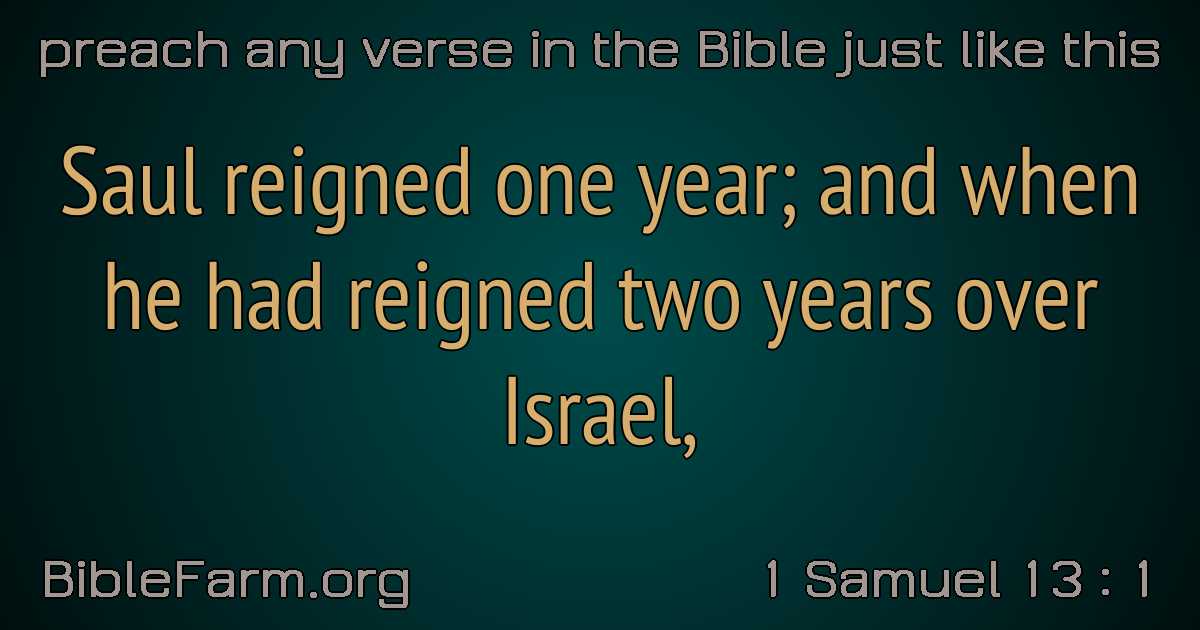 preach any verse in the Bible just like this
Saul reigned one year; and when
he had reigned two years over
Israel,
BibleFarm.org
1 Samuel 13 : 1